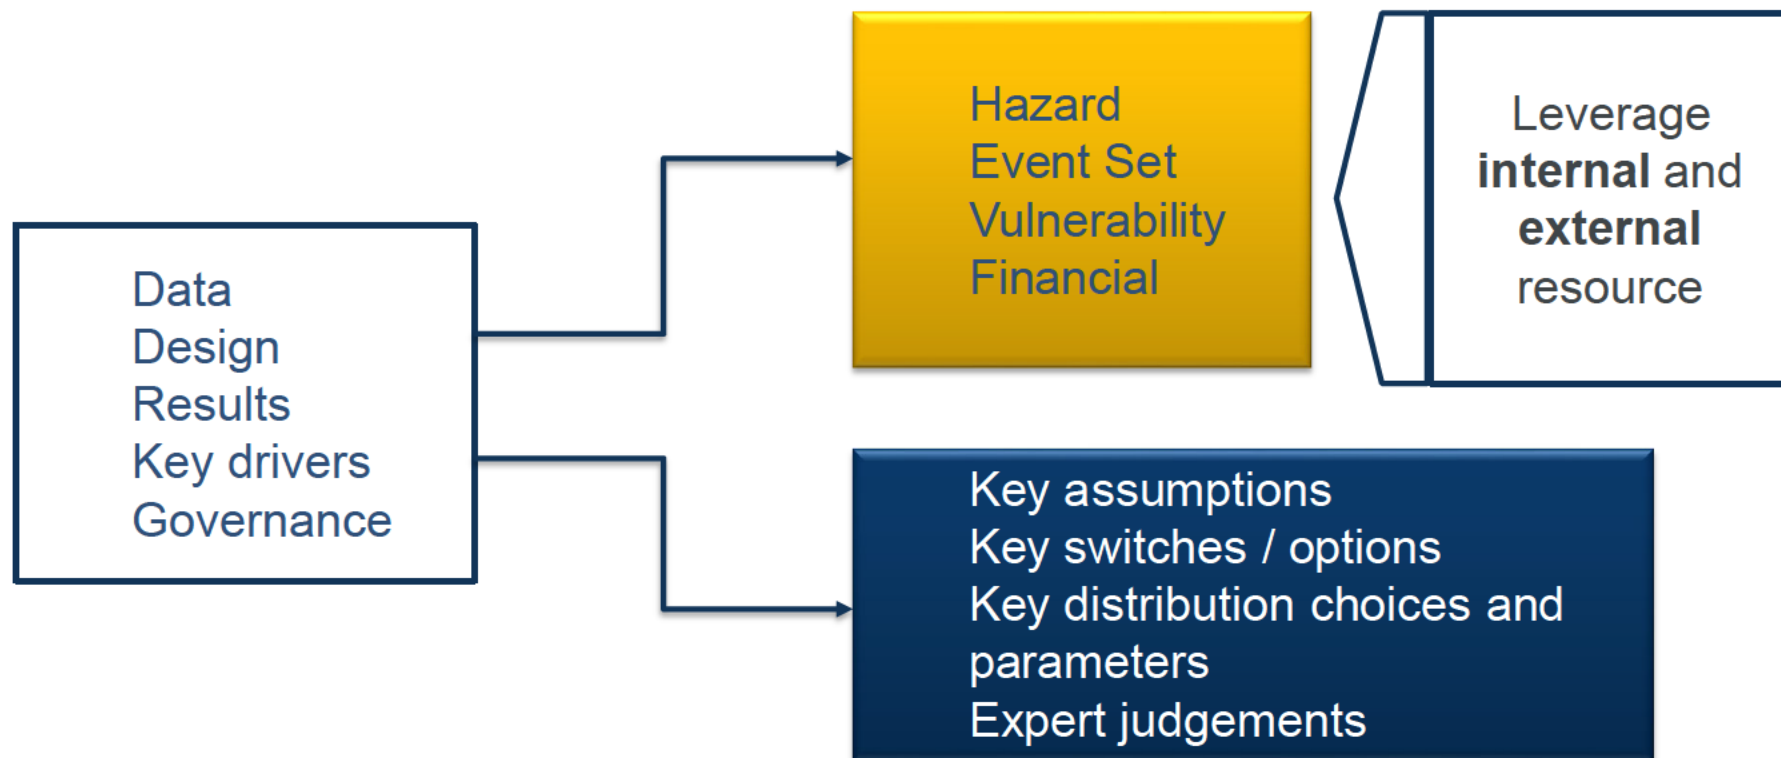 Data
Design
Results
Key drivers
Governance
Hazard
Event Set
Vulnerability
Financial
Leverage
internal and
external
resource
Key assumptions
Key switches / options
Key distribution choices and
parameters
Expert judgements